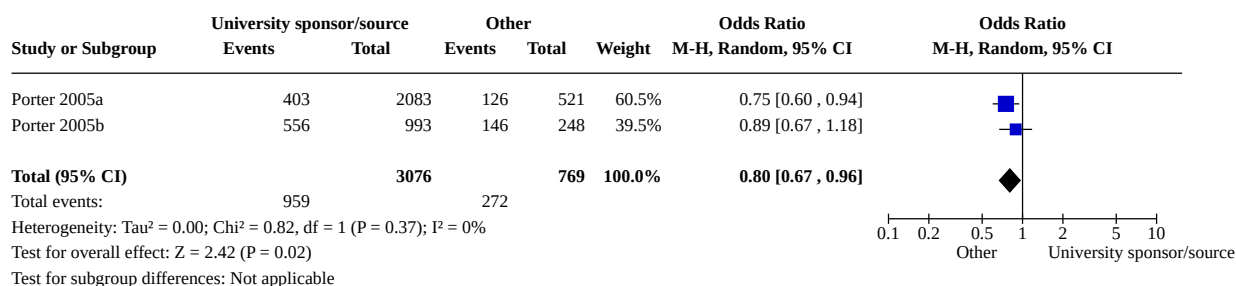 University sponsor/source Other Odds Ratio Odds Ratio
Study or Subgroup Events Total Events Total Weight M-H, Random, 95% CI M-H, Random, 95% CI
Porter 2005a 403 2083 126 521 60.5% 0.75 [0.60 , 0.94]
Porter 2005b 556 993 146 248 39.5% 0.89 [0.67 , 1.18]
Total (95% CI) 3076 769 100.0% 0.80 [0.67 , 0.96]
Total events: 959 272
Heterogeneity: Tau² = 0.00; Chi² = 0.82, df = 1 (P = 0.37); I² = 0%
0.1 0.2 0.5 1 2 5 10
Test for overall effect: Z = 2.42 (P = 0.02)
Other University sponsor/source
Test for subgroup differences: Not applicable